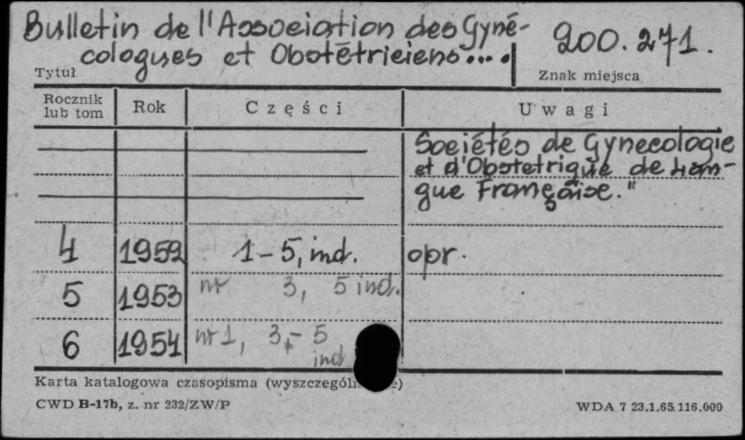 Bulletin de l'Association des Gyné-
cologues et Obstétriciens.... 200.271.
Tytuł Znak miejsca
Rocznik lub tom Rok Części Uwagi
Sociétés de Gynecologie
et d'Obstetrique de Lan-
gue Française."
4 1952 1-5, ind. opr.
5 1953 nr 3, 5 ind.
6 1954 nr 1, 3, - 5
ind
Karta katalogowa czasopisma
CWD B-17b, z. nr 232/ZW/P WDA 7 23.1.65.116.000